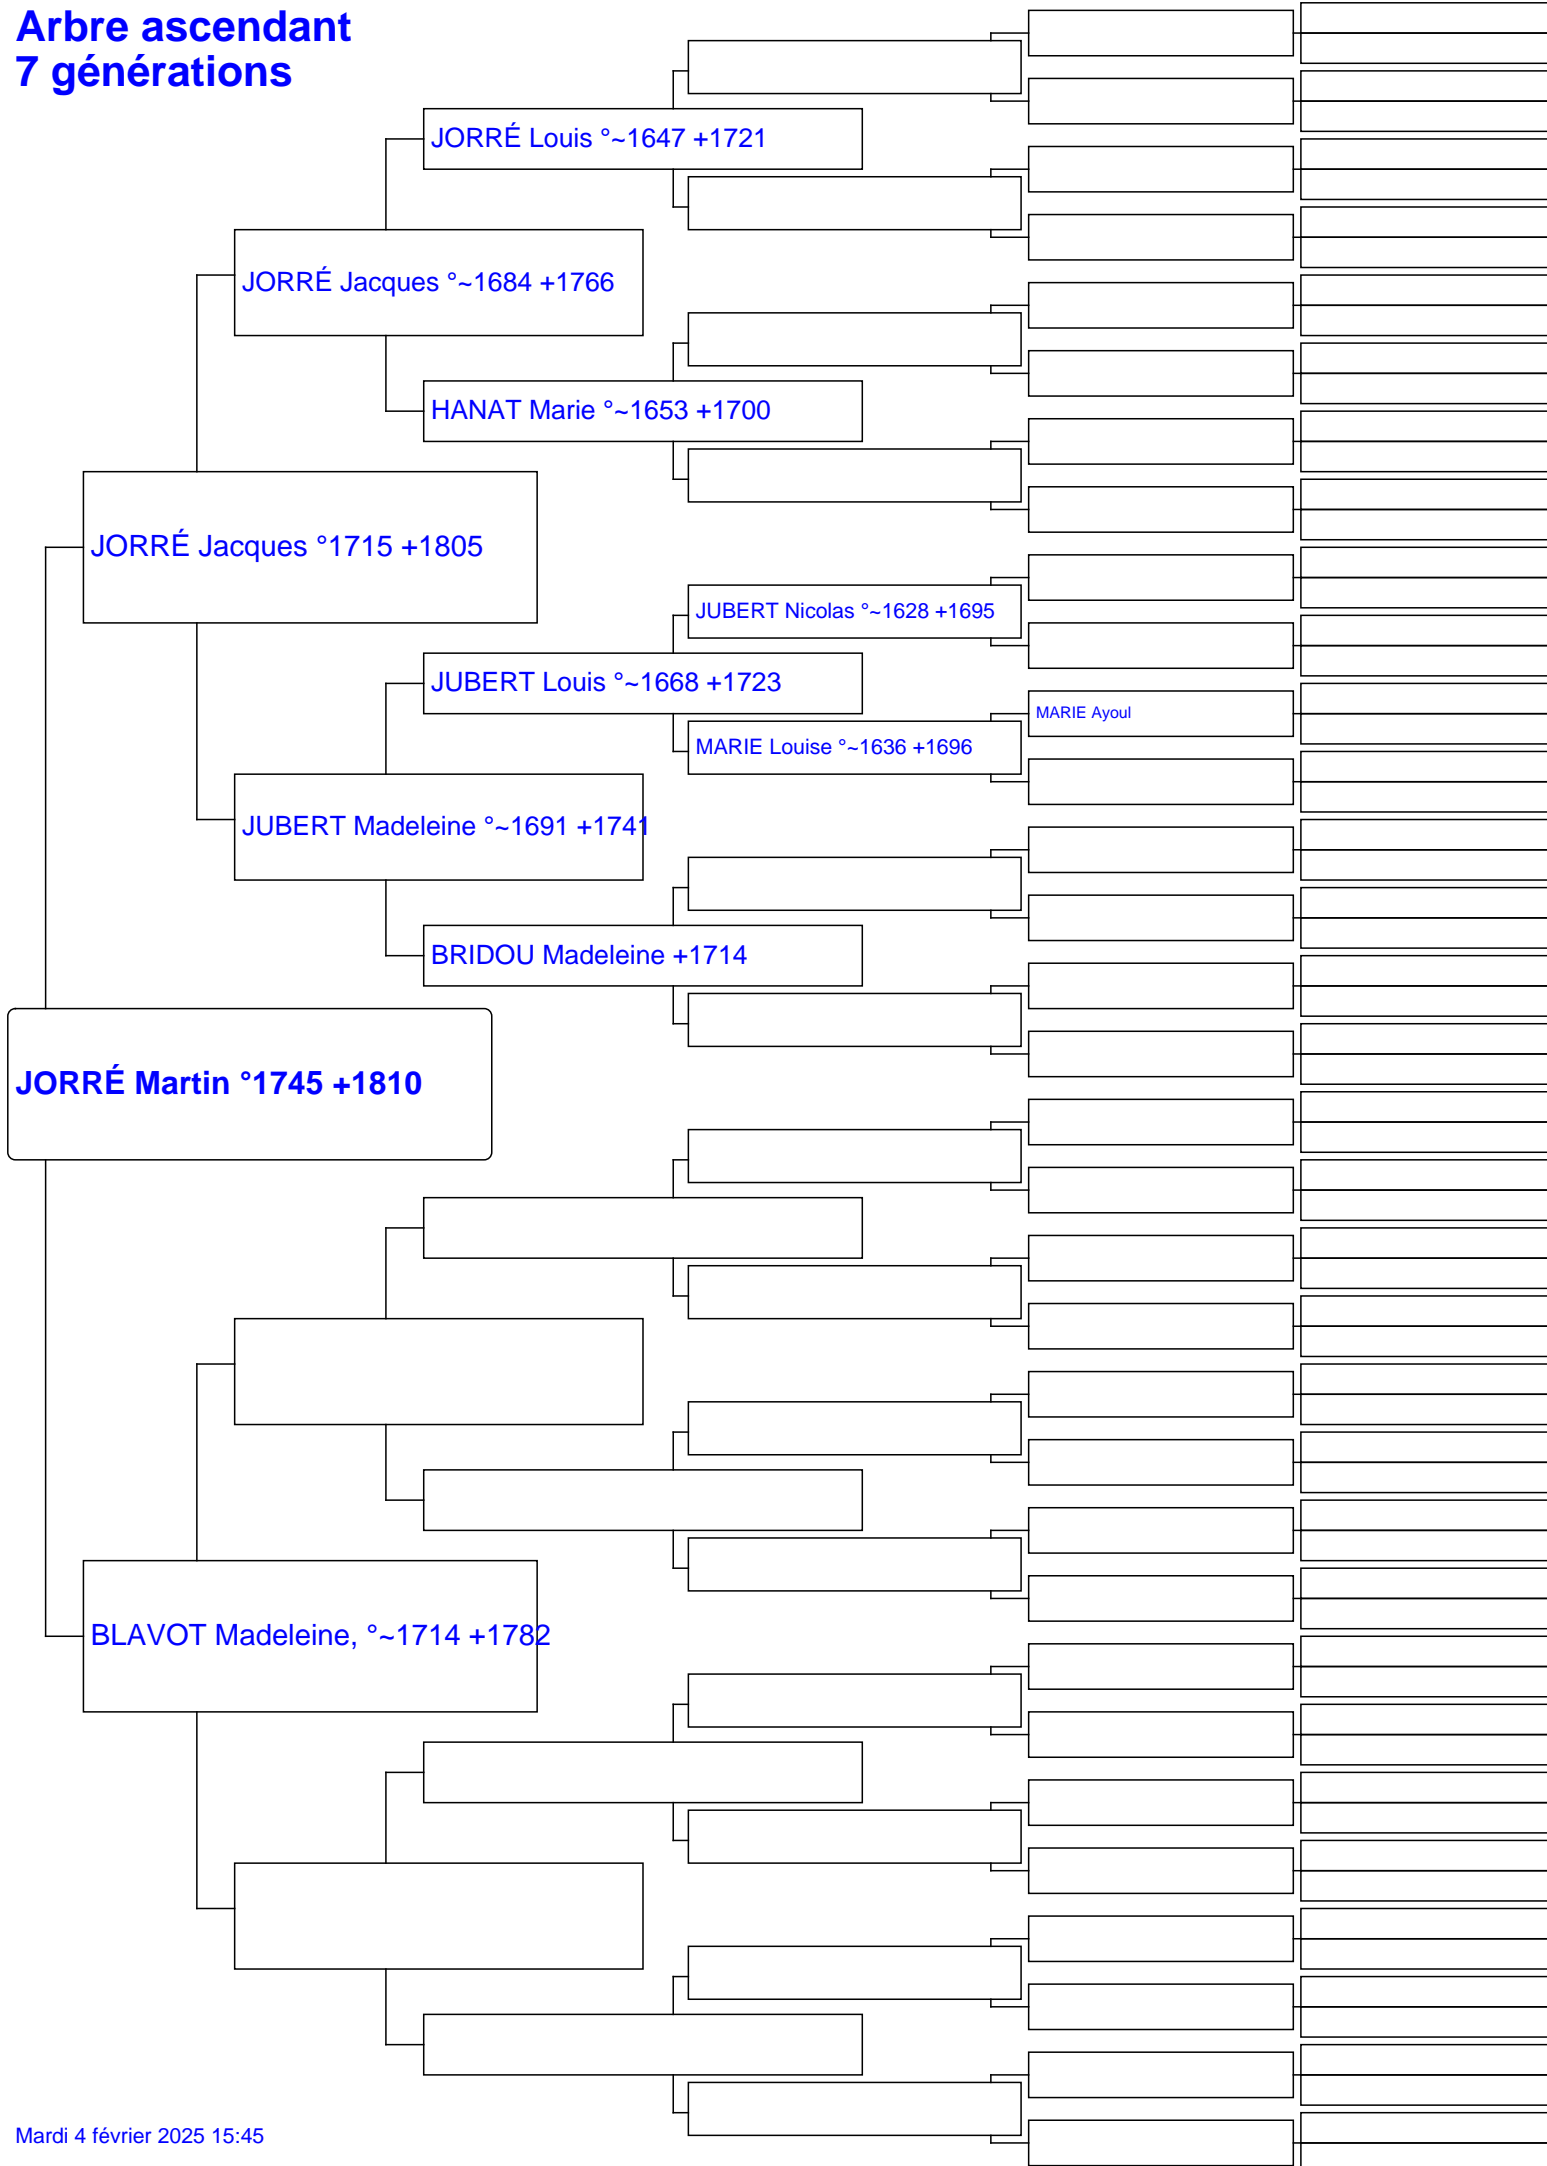 Arbre ascendant
7 générations
JORRÉ Louis °~1647 +1721
JORRÉ Jacques °~1684 +1766
HANAT Marie °~1653 +1700
JORRÉ Jacques °1715 +1805
JUBERT Nicolas °~1628 +1695
JUBERT Louis °~1668 +1723
MARIE Ayoul
MARIE Louise °~1636 +1696
JUBERT Madeleine °~1691 +1741
BRIDOU Madeleine +1714
JORRÉ Martin °1745 +1810
BLAVOT Madeleine, °~1714 +1782
Mardi 4 février 2025 15:45